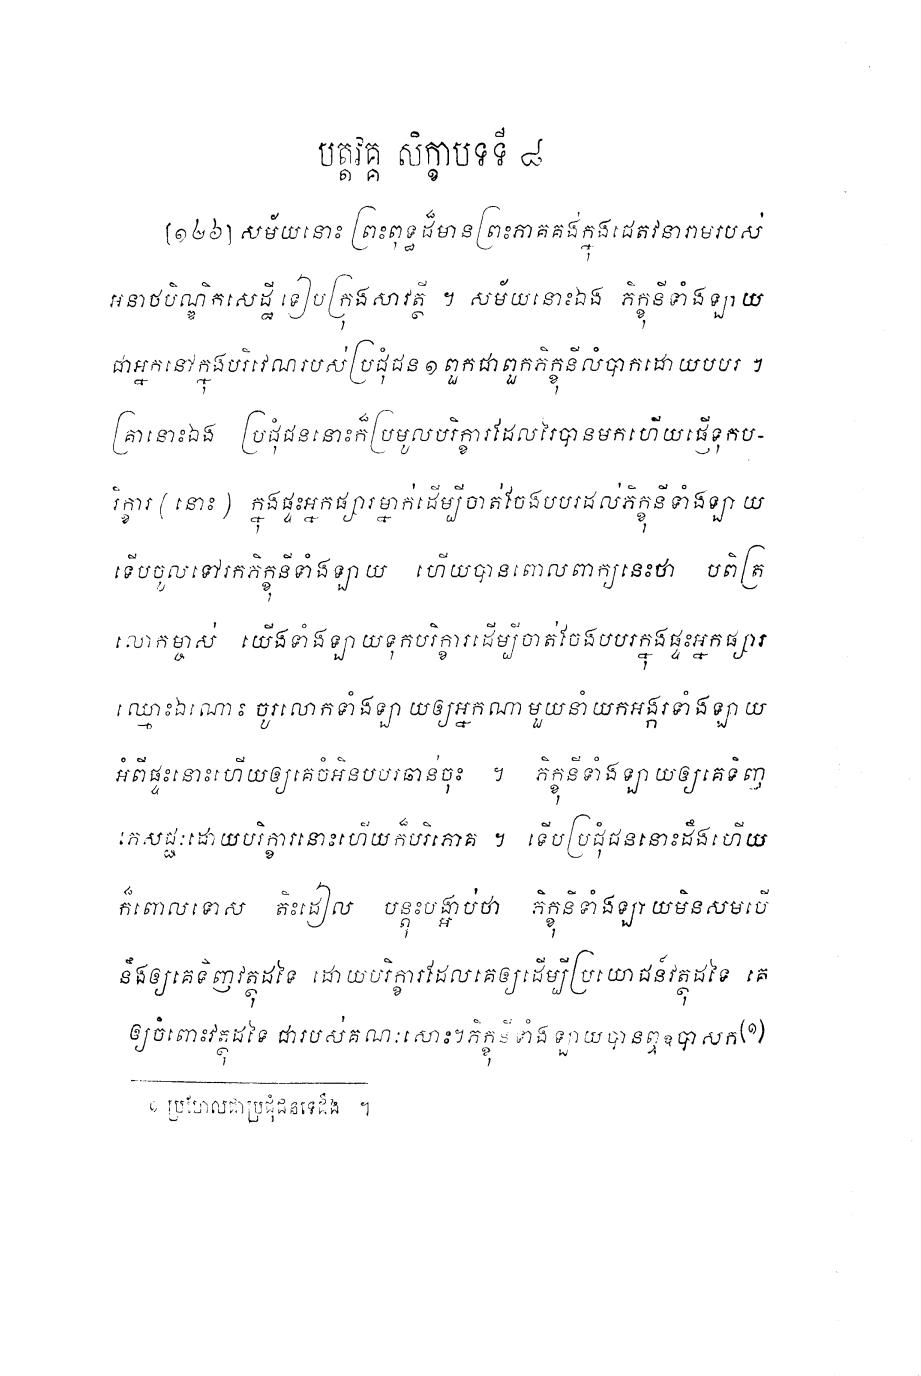 បត្តវគ្គ សិក្ខាបទទី ៨
[១៤៦] សម័យនោះ ព្រះពុទ្ធដ៏មានព្រះភាគគង់ក្នុងជេតវនារាមរបស់
អនាថបិណ្ឌិកសេដ្ឋី ទៀបក្រុងសាវត្ថី ។ សម័យនោះឯង ភិក្ខុនីទាំងឡាយ
ជាអ្នកនៅក្នុងបរិវេណរបស់ប្រជុំជន១ពួកជាពួកភិក្ខុនីលំបាកដោយបបរ ។
គ្រានោះឯង ប្រជុំជននោះក៏ប្រមូលបរិក្ខារដែលរៃបានមកហើយផ្ញើទុកប-
រិក្ខារ (នោះ) ក្នុងផ្ទះអ្នកផ្សារម្នាក់ដើម្បីចាត់ចែងបបរដល់ភិក្ខុនីទាំងឡាយ
ទើបចូលទៅរកភិក្ខុនីទាំងឡាយ ហើយបានពោលពាក្យនេះថា បពិត្រ
លោកម្ចាស់ យើងទាំងឡាយទុកបរិក្ខារដើម្បីចាត់ចែងបបរក្នុងផ្ទះអ្នកផ្សារ
ឈ្មោះឯណោះ ចូរលោកទាំងឡាយឲ្យអ្នកណាមួយនាំយកអង្ករទាំងឡាយ
អំពីផ្ទះនោះហើយឲ្យគេចំអិនបបរឆាន់ចុះ ។ ភិក្ខុនីទាំងឡាយឲ្យគេទិញ
ភេសជ្ជៈដោយបរិក្ខារនោះហើយក៏បរិភោគ ។ ទើបប្រជុំជននោះដឹងហើយ
ក៏ពោលទោស តិះដៀល បន្តុះបង្អាប់ថា ភិក្ខុនីទាំងឡាយមិនសមបើ
នឹងឲ្យគេទិញវត្ថុដទៃ ដោយបរិក្ខារដែលគេឲ្យដើម្បីប្រយោជន៍វត្ថុដទៃ គេ
ឲ្យចំពោះវត្ថុដទៃ ជារបស់គណៈសោះ។ភិក្ខុនីទាំងឡាយបានឮឧបាសក(១)
១ ប្រហែលជាប្រជុំជនទេដឹង ។